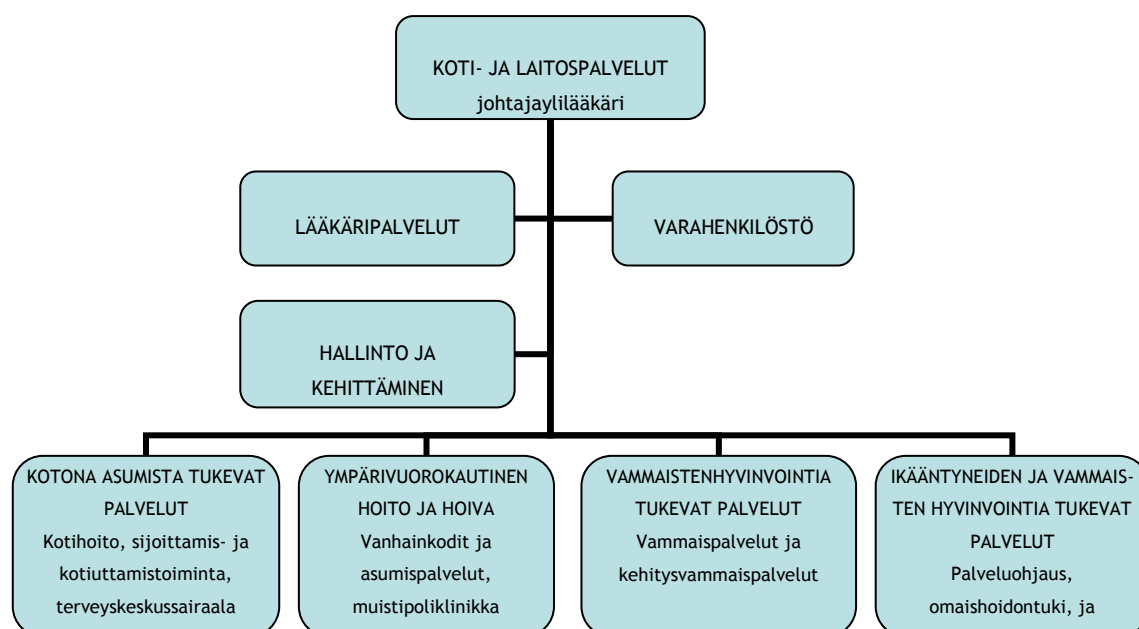 KOTI- JA LAITOSPALVELUT
johtajaylilääkäri
LÄÄKÄRIPALVELUT
VARAHENKILÖSTÖ
HALLINTO JA
KEHITTÄMINEN
KOTONA ASUMISTA TUKEVAT
PALVELUT
Kotihoito, sijoittamis- ja
kotiuttamistoiminta,
terveyskeskussairaala
YMPÄRIVUOROKAUTINEN
HOITO JA HOIVA
Vanhainkodit ja
asumispalvelut,
muistipoliklinikka
VAMMAISTENHYVINVOINTIA
TUKEVAT PALVELUT
Vammaispalvelut ja
kehitysvammaispalvelut
IKÄÄNTYNEIDEN JA VAMMAIS-
TEN HYVINVOINTIA TUKEVAT
PALVELUT
Palveluohjaus,
omaishoidontuki, ja